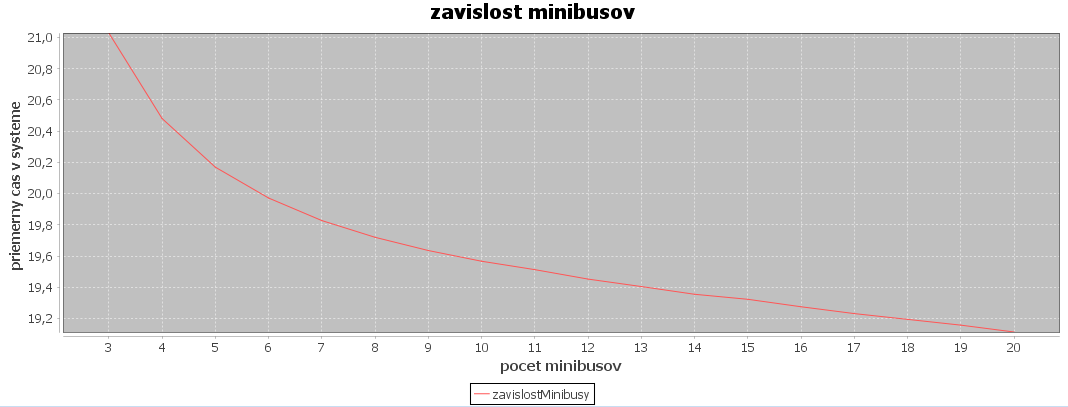 zavislost minibusov
21,0
20,8
20,6
20,4
20,2
20,0
19,8
19,6
19,4
19,2
priemerny cas v systeme
3 4 5 6 7 8 9 10 11 12 13 14 15 16 17 18 19 20
pocet minibusov
zavislostMinibusy